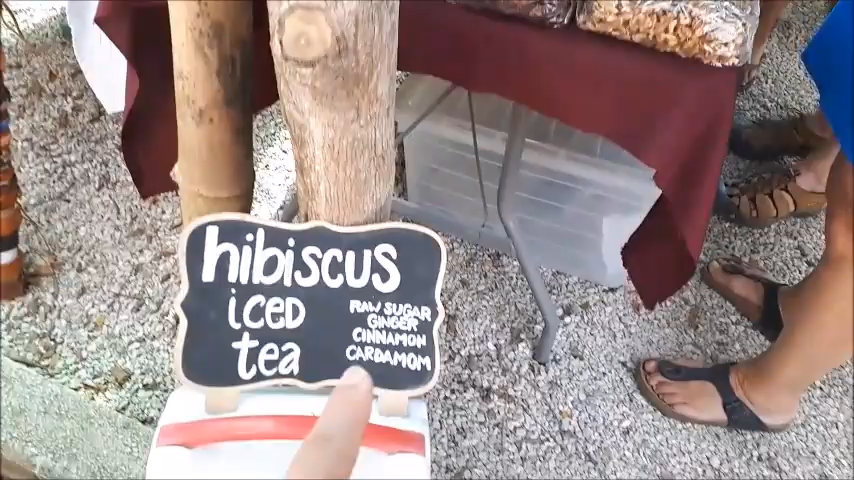 hiBiSCUS
iCED
tea
RAW SUGAR
GINGER
CINNAMON
CARDAMOM